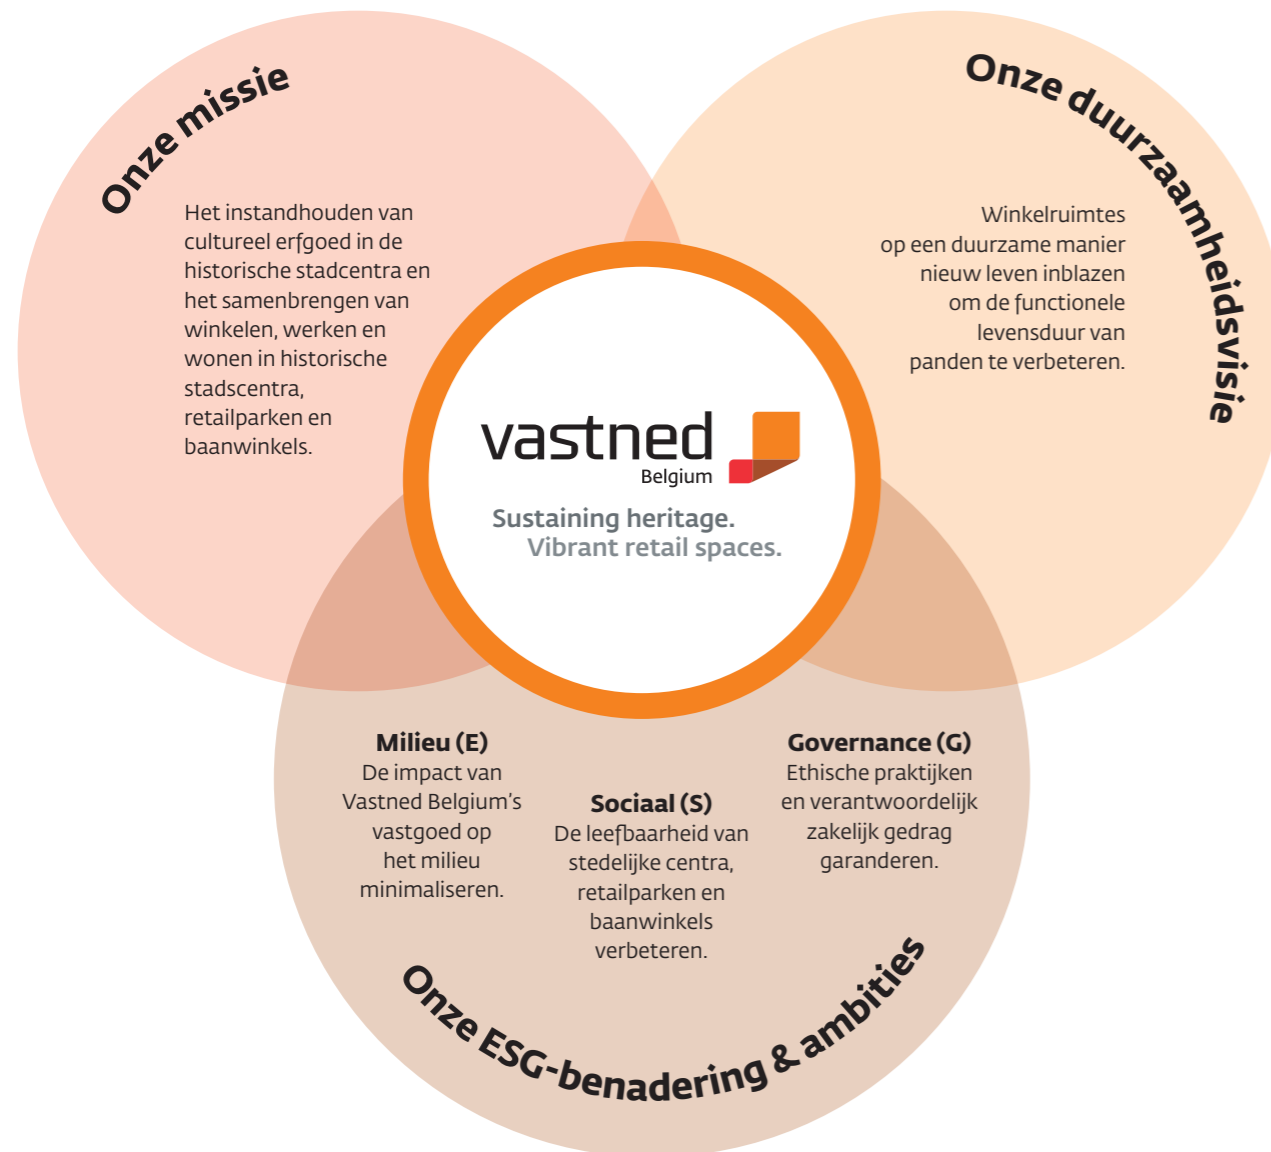 Onze missie
Het instandhouden van
cultureel erfgoed in de
historische stadcentra en
het samenbrengen van
winkelen, werken en
wonen in historische
stadscentra,
retailparken en
baanwinkels.
Onze duurzaamheidsvisie
Winkelruimtes
op een duurzame manier
nieuw leven inblazen
om de functionele
levensduur van
panden te verbeteren.
vastned
Belgium
Sustaining heritage.
Vibrant retail spaces.
Milieu (E)
De impact van
Vastned Belgium's
vastgoed op
het milieu
minimaliseren.
Sociaal (S)
De leefbaarheid van
stedelijke centra,
retailparken en
baanwinkels
verbeteren.
Governance (G)
Ethische praktijken
en verantwoordelijk
zakelijk gedrag
garanderen.
Onze ESG-benadering & ambities